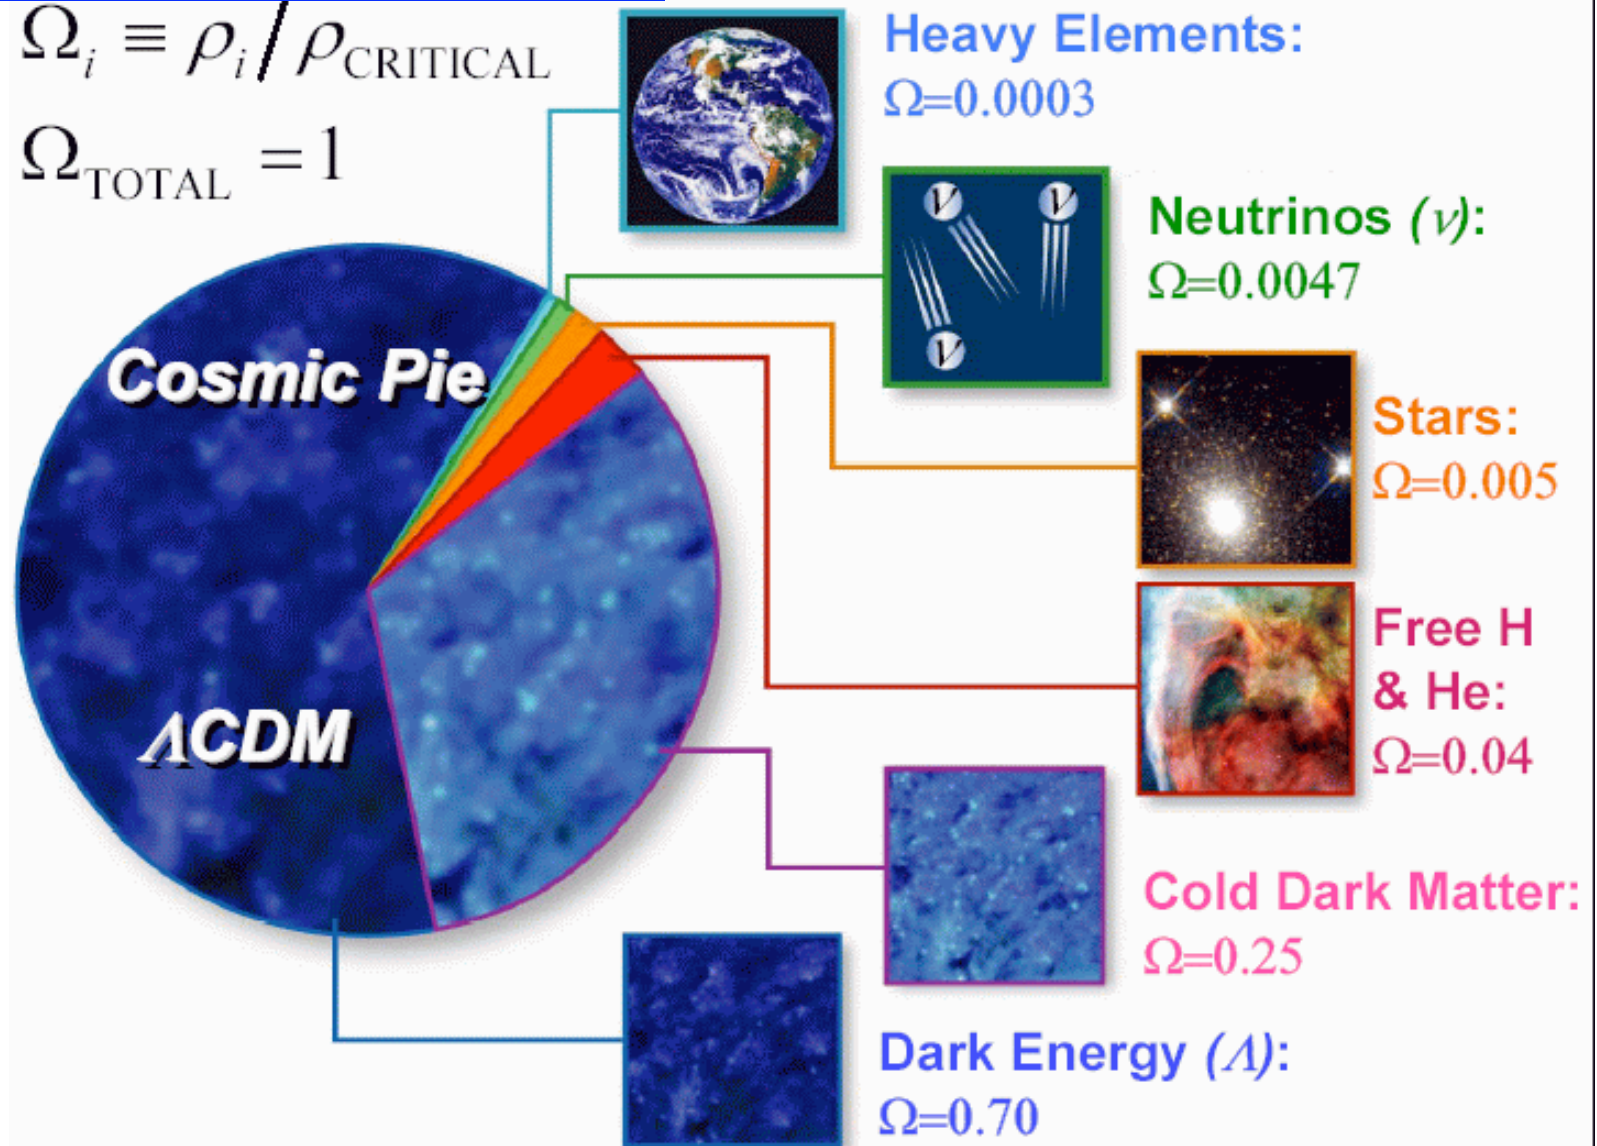 Ωᵢ ≡ ρᵢ / ρCRITICAL
ΩTOTAL = 1
Heavy Elements:
Ω=0.0003
ν
ν
ν
Neutrinos (ν):
Ω=0.0047
Stars:
Ω=0.005
Free H
& He:
Ω=0.04
Cosmic Pie
ΛCDM
Cold Dark Matter:
Ω=0.25
Dark Energy (Λ):
Ω=0.70